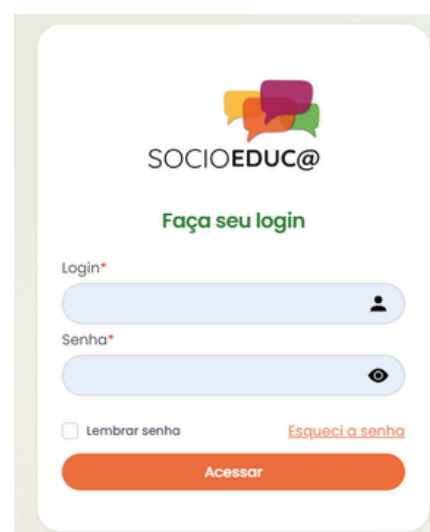 SOCIOEDUC@
Faça seu login
Login*
Senha*
Lembrar senha
Esqueci a senha
Acessar